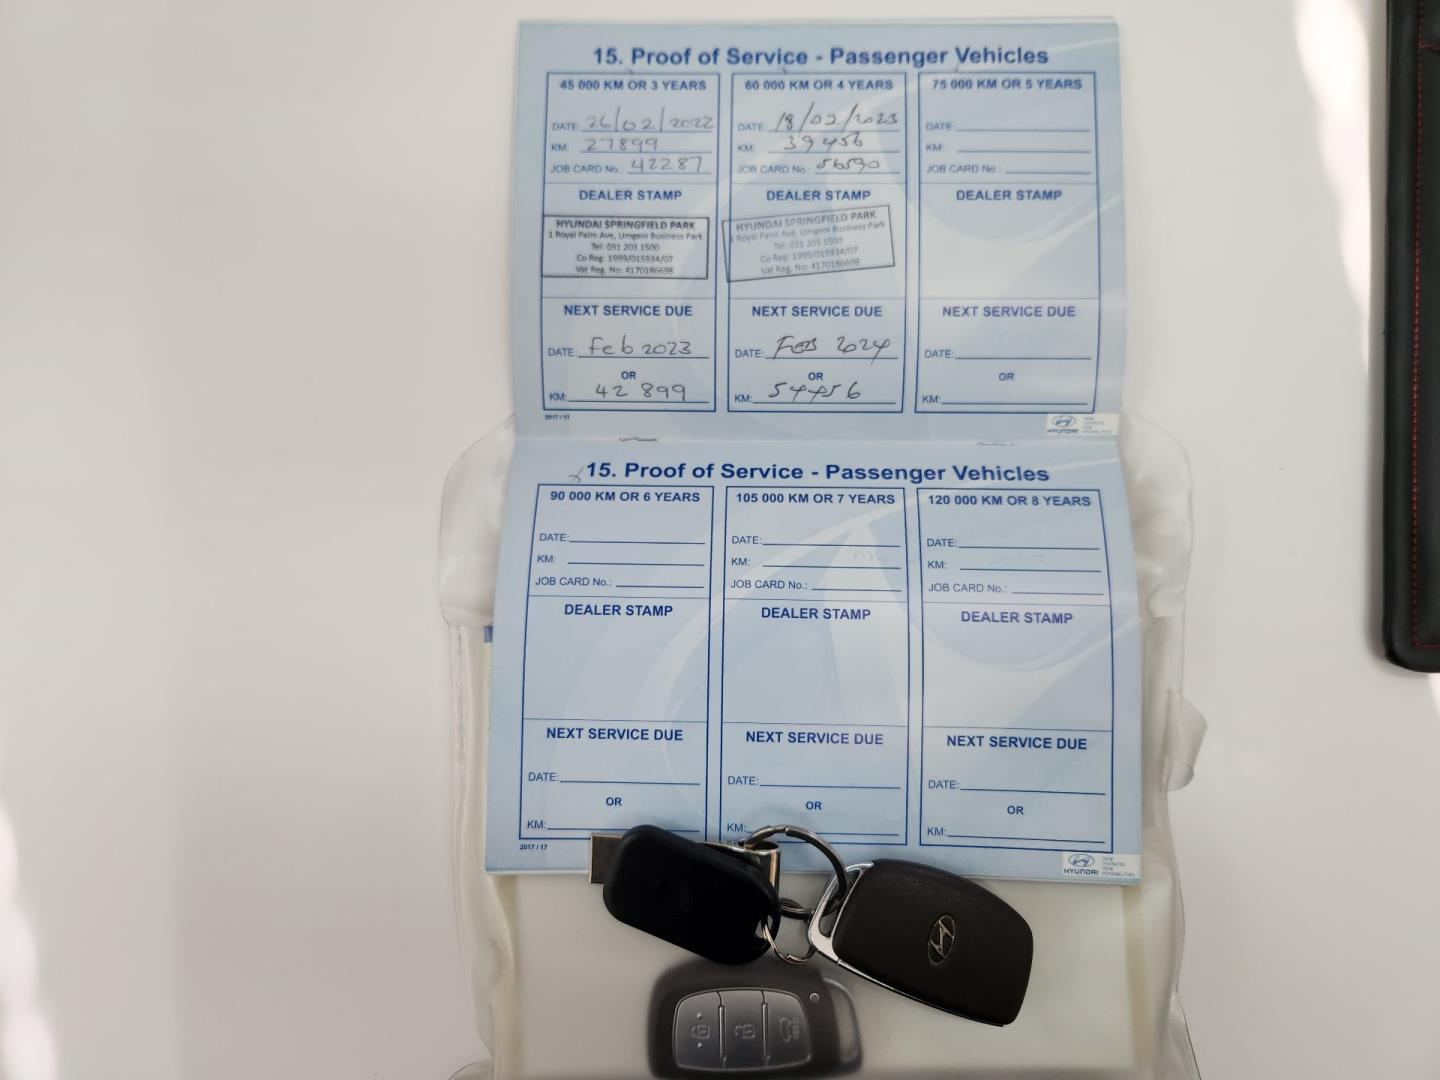 15. Proof of Service - Passenger Vehicles
45 000 KM OR 3 YEARS
DATE: 26/02/2022
KM: 27899
JOB CARD No.: 42287
DEALER STAMP
HYUNDAI SPRINGFIELD PARK
1 Royal Palm Ave, Umgeni Business Park
Tel: 031 203 1500
Co Reg: 1999/015934/07
Vat Reg. No: 4170186698
NEXT SERVICE DUE
DATE: Feb 2023
OR
KM: 42 899
2017 / 17
60 000 KM OR 4 YEARS
DATE: 18/02/2023
KM: 39456
JOB CARD No.: 56590
DEALER STAMP
HYUNDAI SPRINGFIELD PARK
1 Royal Palm Ave, Umgeni Business Park
Tel: 031 203 1500
Co Reg: 1999/015934/07
Vat Reg. No: 4170186698
NEXT SERVICE DUE
DATE: FEB 2024
OR
KM: 54456
75 000 KM OR 5 YEARS
DATE:
KM:
JOB CARD No.:
DEALER STAMP
NEXT SERVICE DUE
DATE:
OR
KM:
HYUNDAI
NEW
THINKING
NEW
POSSIBILITIES
15. Proof of Service - Passenger Vehicles
90 000 KM OR 6 YEARS
DATE:
KM:
JOB CARD No.:
DEALER STAMP
NEXT SERVICE DUE
DATE:
OR
KM:
2017 / 17
105 000 KM OR 7 YEARS
DATE:
KM:
JOB CARD No.:
DEALER STAMP
NEXT SERVICE DUE
DATE:
OR
KM:
120 000 KM OR 8 YEARS
DATE:
KM:
JOB CARD No.:
DEALER STAMP
NEXT SERVICE DUE
DATE:
OR
KM:
HYUNDAI
NEW
THINKING
NEW
POSSIBILITIES